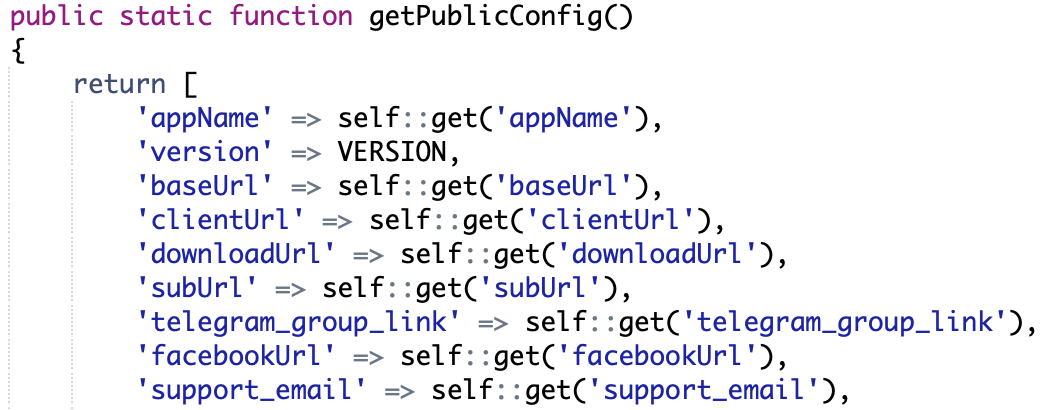 public static function getPublicConfig()
{
    return [
        'appName' => self::get('appName'),
        'version' => VERSION,
        'baseUrl' => self::get('baseUrl'),
        'clientUrl' => self::get('clientUrl'),
        'downloadUrl' => self::get('downloadUrl'),
        'subUrl' => self::get('subUrl'),
        'telegram_group_link' => self::get('telegram_group_link'),
        'facebookUrl' => self::get('facebookUrl'),
        'support_email' => self::get('support_email'),